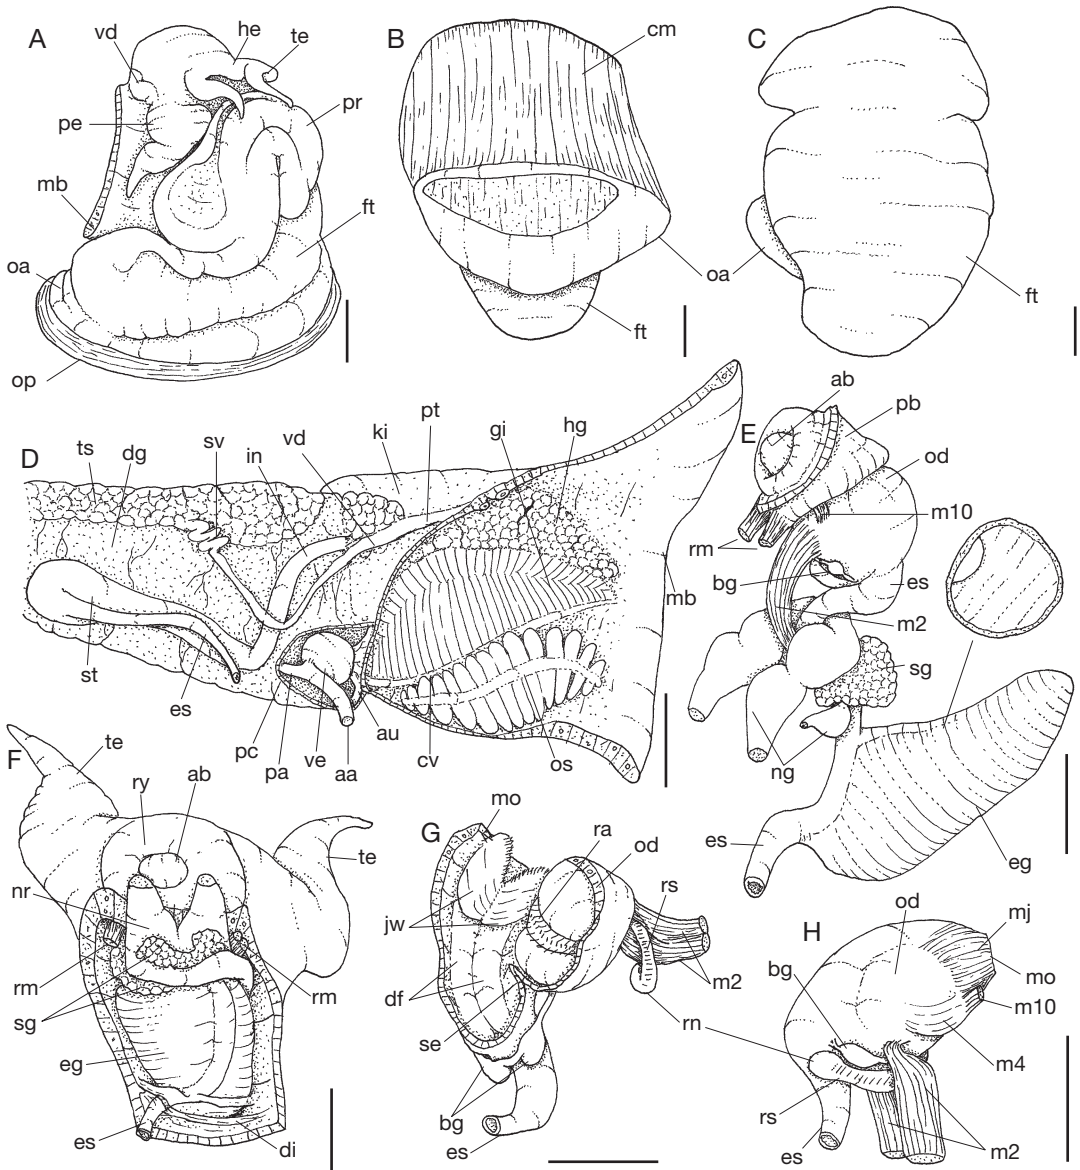 A
vd
he
te
pe
pr
mb
ft
oa
op
B
cm
oa
ft
C
ft
D
ts
dg
sv
in
vd
ki
pt
gi
hg
mb
st
es
pc
pa
ve
aa
au
cv
os
E
ab
pb
od
m10
rm
bg
es
m2
sg
ng
es
eg
F
te
ry
ab
te
nr
rm
sg
rm
eg
es
di
G
mo
ra
od
rs
jw
df
m2
se
rn
bg
es
H
od
mj
bg
mo
m10
m4
rs
es
m2